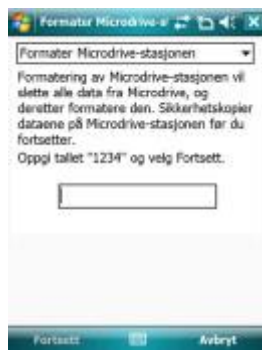 Formater Microdrive-s
Formater Microdrive-stasjonen
Formatering av Microdrive-stasjonen vil
slette alle data fra Microdrive, og
deretter formatere den. Sikkerhetskopier
dataene på Microdrive-stasjonen før du
fortsetter.
Oppgi tallet "1234" og velg Fortsett.
Fortsett Avbryt